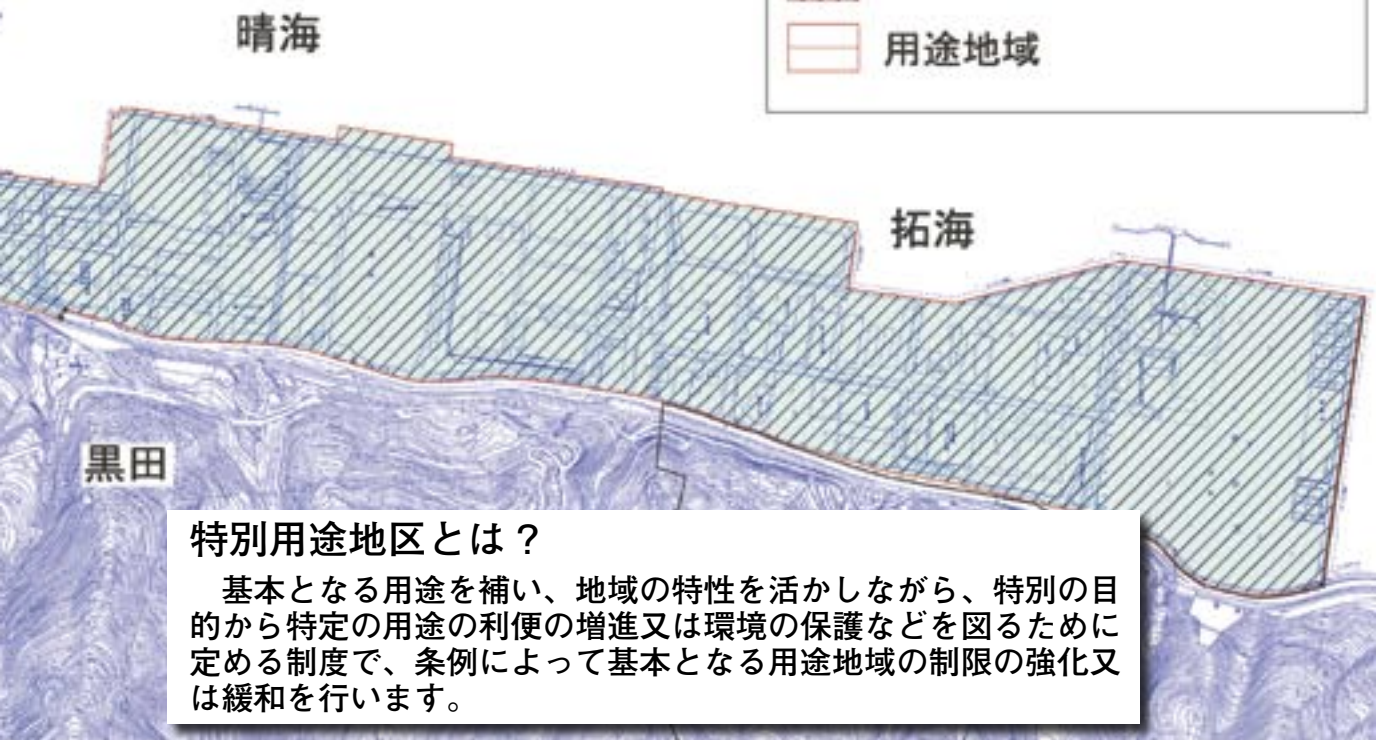 晴海
用途地域
拓海
黒田
特別用途地区とは？
　基本となる用途を補い、地域の特性を活かしながら、特別の目
的から特定の用途の利便の増進又は環境の保護などを図るために
定める制度で、条例によって基本となる用途地域の制限の強化又
は緩和を行います。